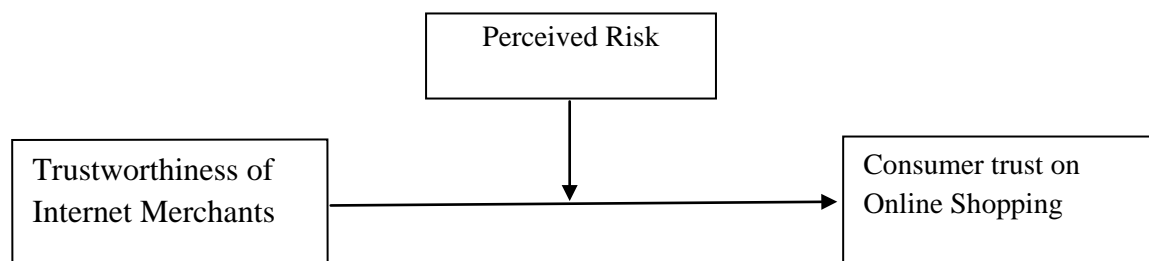 Perceived Risk
Trustworthiness of
Internet Merchants
Consumer trust on
Online Shopping